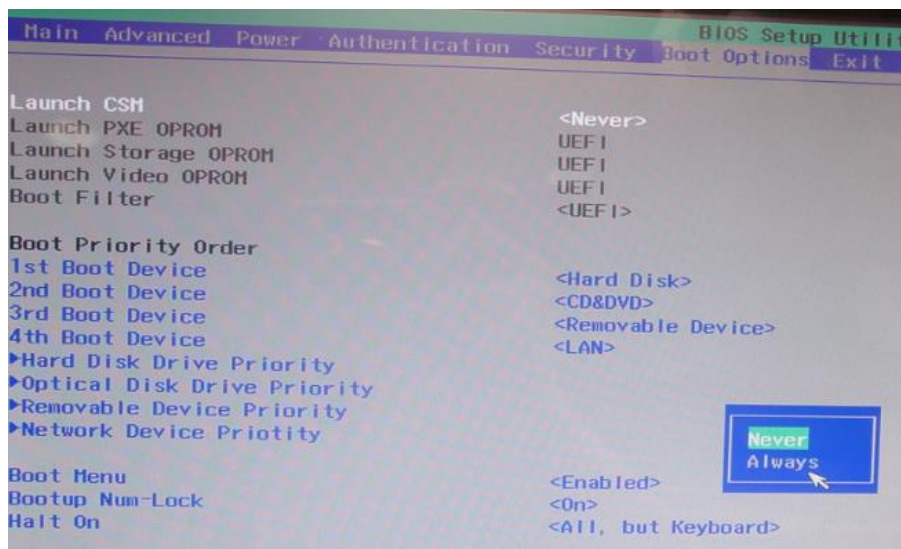 BIOS Setup Utili
Main Advanced Power Authentication Security Boot Options Exit
Launch CSM <Never>
Launch PXE OPROM UEFI
Launch Storage OPROM UEFI
Launch Video OPROM UEFI
Boot Filter <UEFI>
Boot Priority Order
1st Boot Device <Hard Disk>
2nd Boot Device <CD&DVD>
3rd Boot Device <Removable Device>
4th Boot Device <LAN>
▶Hard Disk Drive Priority
▶Optical Disk Drive Priority
▶Removable Device Priority
▶Network Device Priotity
Never
Always
Boot Menu <Enabled>
Bootup Num-Lock <On>
Halt On <All, but Keyboard>